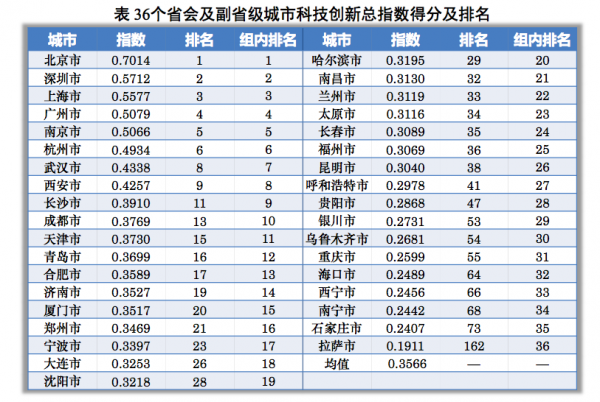 表 36个省会及副省级城市科技创新总指数得分及排名
城市 指数 排名 组内排名 城市 指数 排名 组内排名
北京市 0.7014 1 1 哈尔滨市 0.3195 29 20
深圳市 0.5712 2 2 南昌市 0.3130 32 21
上海市 0.5577 3 3 兰州市 0.3119 33 22
广州市 0.5079 4 4 太原市 0.3116 34 23
南京市 0.5066 5 5 长春市 0.3089 35 24
杭州市 0.4934 6 6 福州市 0.3069 36 25
武汉市 0.4338 8 7 昆明市 0.3040 38 26
西安市 0.4257 9 8 呼和浩特市 0.2978 41 27
长沙市 0.3910 11 9 贵阳市 0.2868 47 28
成都市 0.3769 13 10 银川市 0.2731 53 29
天津市 0.3730 15 11 乌鲁木齐市 0.2681 54 30
青岛市 0.3699 16 12 重庆市 0.2599 55 31
合肥市 0.3589 17 13 海口市 0.2489 64 32
济南市 0.3527 19 14 西宁市 0.2456 66 33
厦门市 0.3517 20 15 南宁市 0.2442 68 34
郑州市 0.3469 21 16 石家庄市 0.2407 73 35
宁波市 0.3397 23 17 拉萨市 0.1911 162 36
大连市 0.3253 26 18 均值 0.3566 — —
沈阳市 0.3218 28 19